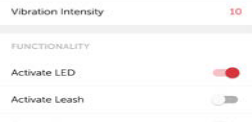 Vibration Intensity 10
FUNCTIONALITY
Activate LED
Activate Leash